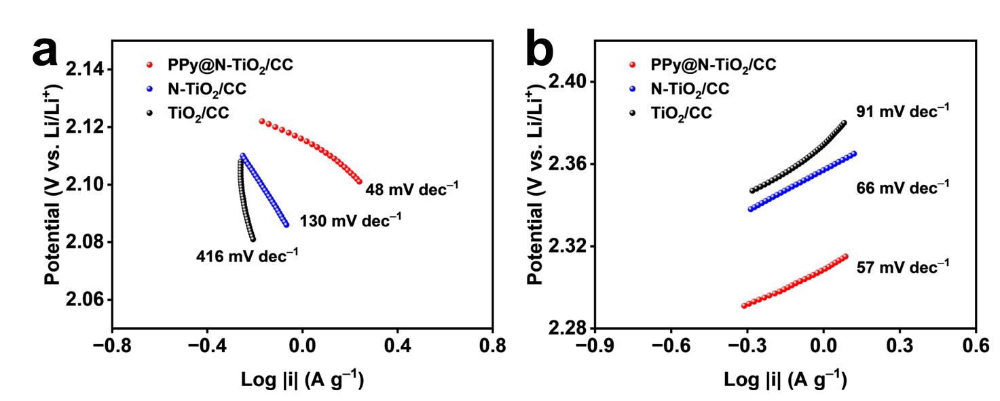 a
PPy@N-TiO₂/CC
N-TiO₂/CC
TiO₂/CC
2.14
2.12
2.10
2.08
2.06
Potential (V vs. Li/Li⁺)
48 mV dec⁻¹
130 mV dec⁻¹
416 mV dec⁻¹
−0.8 −0.4 0.0 0.4 0.8
Log |i| (A g⁻¹)
b
PPy@N-TiO₂/CC
N-TiO₂/CC
TiO₂/CC
2.40
2.36
2.32
2.28
Potential (V vs. Li/Li⁺)
91 mV dec⁻¹
66 mV dec⁻¹
57 mV dec⁻¹
−0.9 −0.6 −0.3 0.0 0.3 0.6
Log |i| (A g⁻¹)